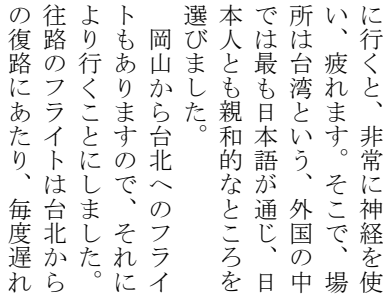 に行くと、非常に神経を使
い、疲れます。そこで、場
所は台湾という、外国の中
では最も日本語が通じ、日
本人とも親和的なところを
選びました。
　岡山から台北へのフライ
トもありますので、それに
より行くことにしました。
往路のフライトは台北から
の復路にあたり、毎度遅れ